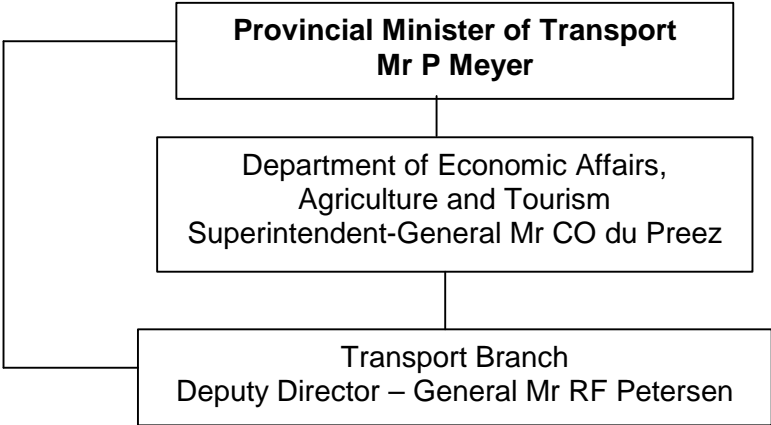 Provincial Minister of Transport
Mr P Meyer
Department of Economic Affairs,
Agriculture and Tourism
Superintendent-General Mr CO du Preez
Transport Branch
Deputy Director – General Mr RF Petersen